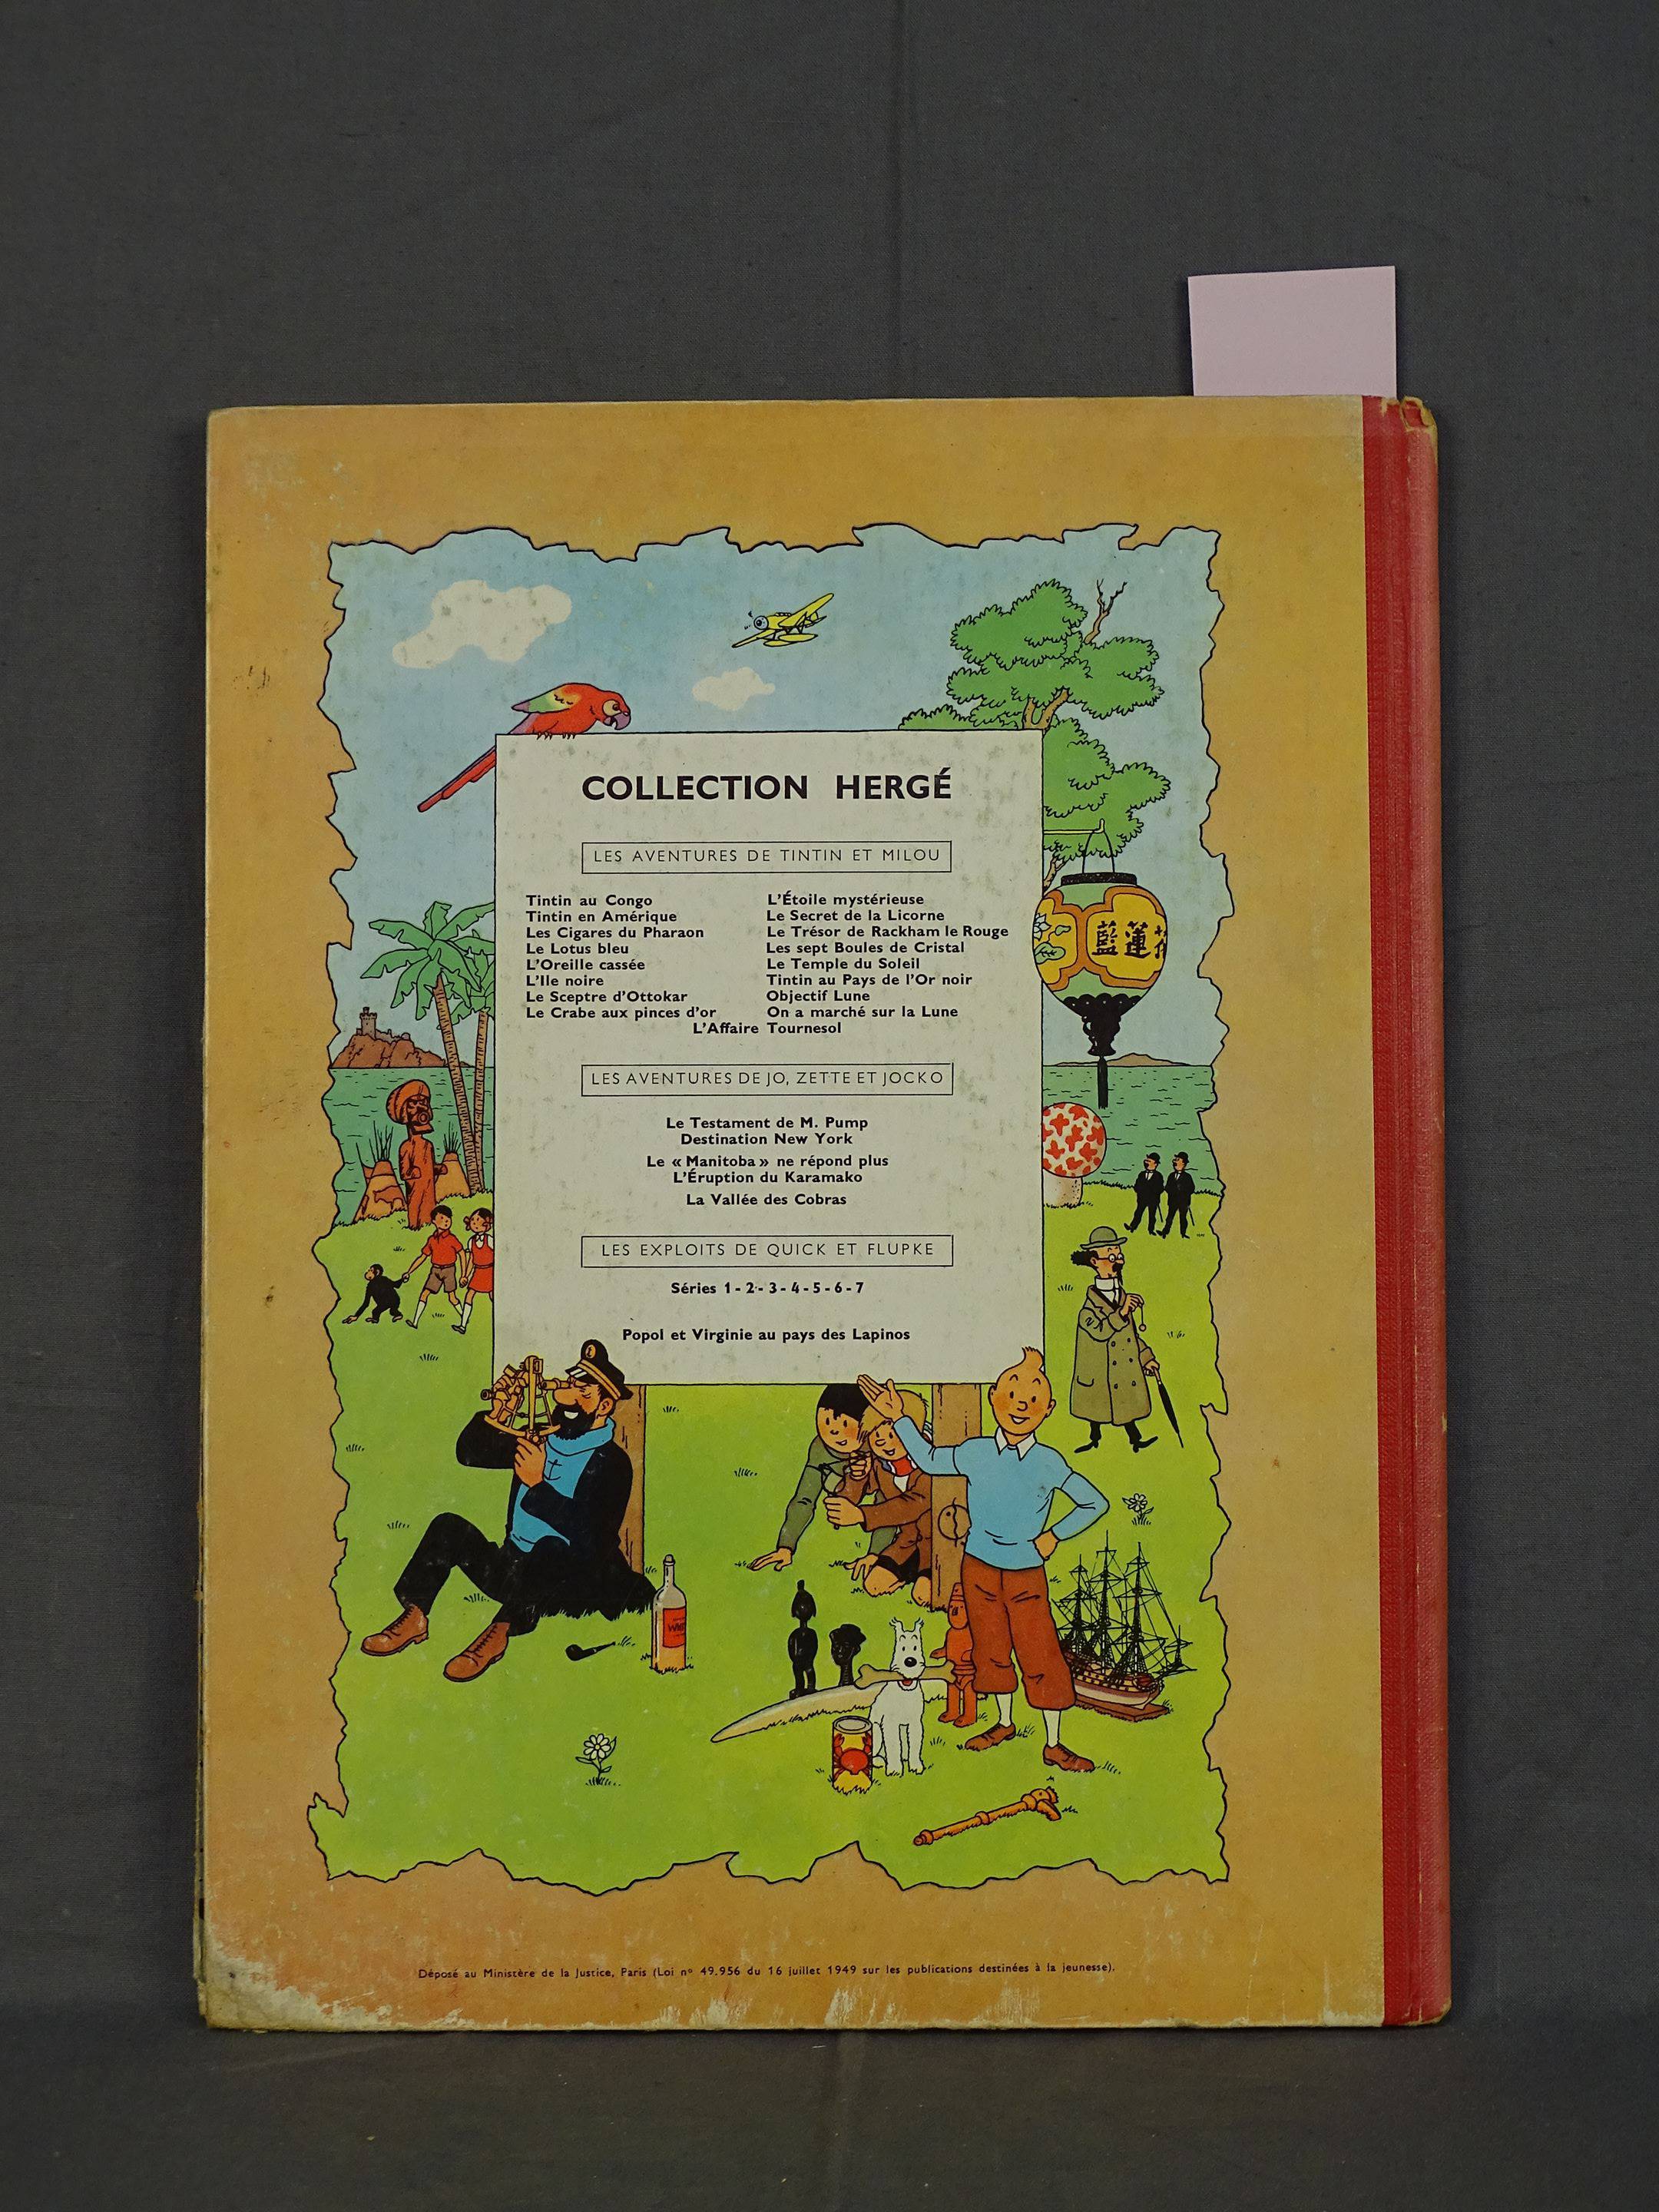 COLLECTION HERGÉ
LES AVENTURES DE TINTIN ET MILOU
Tintin au Congo
Tintin en Amérique
Les Cigares du Pharaon
Le Lotus bleu
L'Oreille cassée
L'Ile noire
Le Sceptre d'Ottokar
Le Crabe aux pinces d'or
L'Étoile mystérieuse
Le Secret de la Licorne
Le Trésor de Rackham le Rouge
Les sept Boules de Cristal
Le Temple du Soleil
Tintin au Pays de l'Or noir
Objectif Lune
On a marché sur la Lune
L'Affaire Tournesol
LES AVENTURES DE JO, ZETTE ET JOCKO
Le Testament de M. Pump
Destination New York
Le « Manitoba » ne répond plus
L'Éruption du Karamako
La Vallée des Cobras
LES EXPLOITS DE QUICK ET FLUPKE
Séries 1 - 2 - 3 - 4 - 5 - 6 - 7
Popol et Virginie au pays des Lapinos
藍蓮
Déposé au Ministère de la Justice, Paris (Loi nº 49.956 du 16 juillet 1949 sur les publications destinées à la jeunesse).